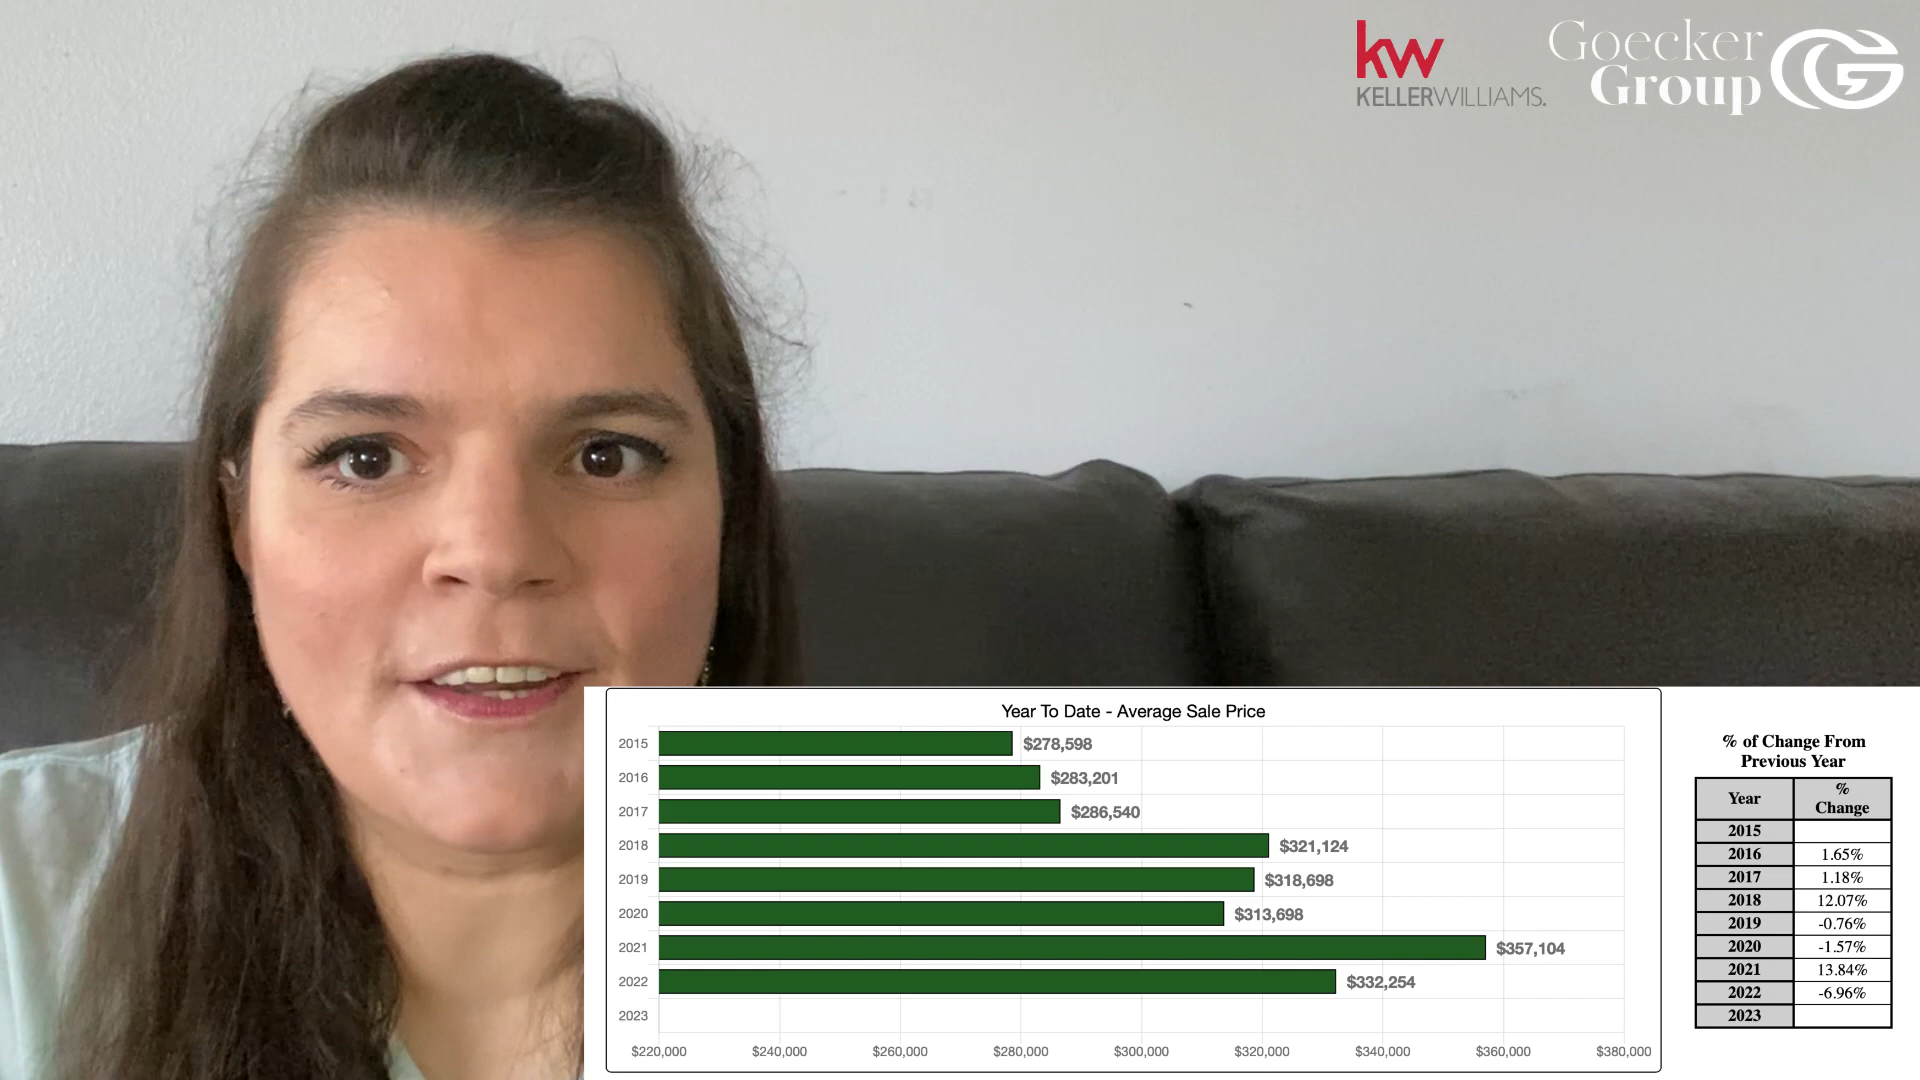 kw
KELLERWILLIAMS.
Goecker
Group
Year To Date - Average Sale Price
2015 $278,598
2016 $283,201
2017 $286,540
2018 $321,124
2019 $318,698
2020 $313,698
2021 $357,104
2022 $332,254
2023
$220,000 $240,000 $260,000 $280,000 $300,000 $320,000 $340,000 $360,000 $380,000
% of Change From
Previous Year
Year % Change
2015
2016 1.65%
2017 1.18%
2018 12.07%
2019 -0.76%
2020 -1.57%
2021 13.84%
2022 -6.96%
2023